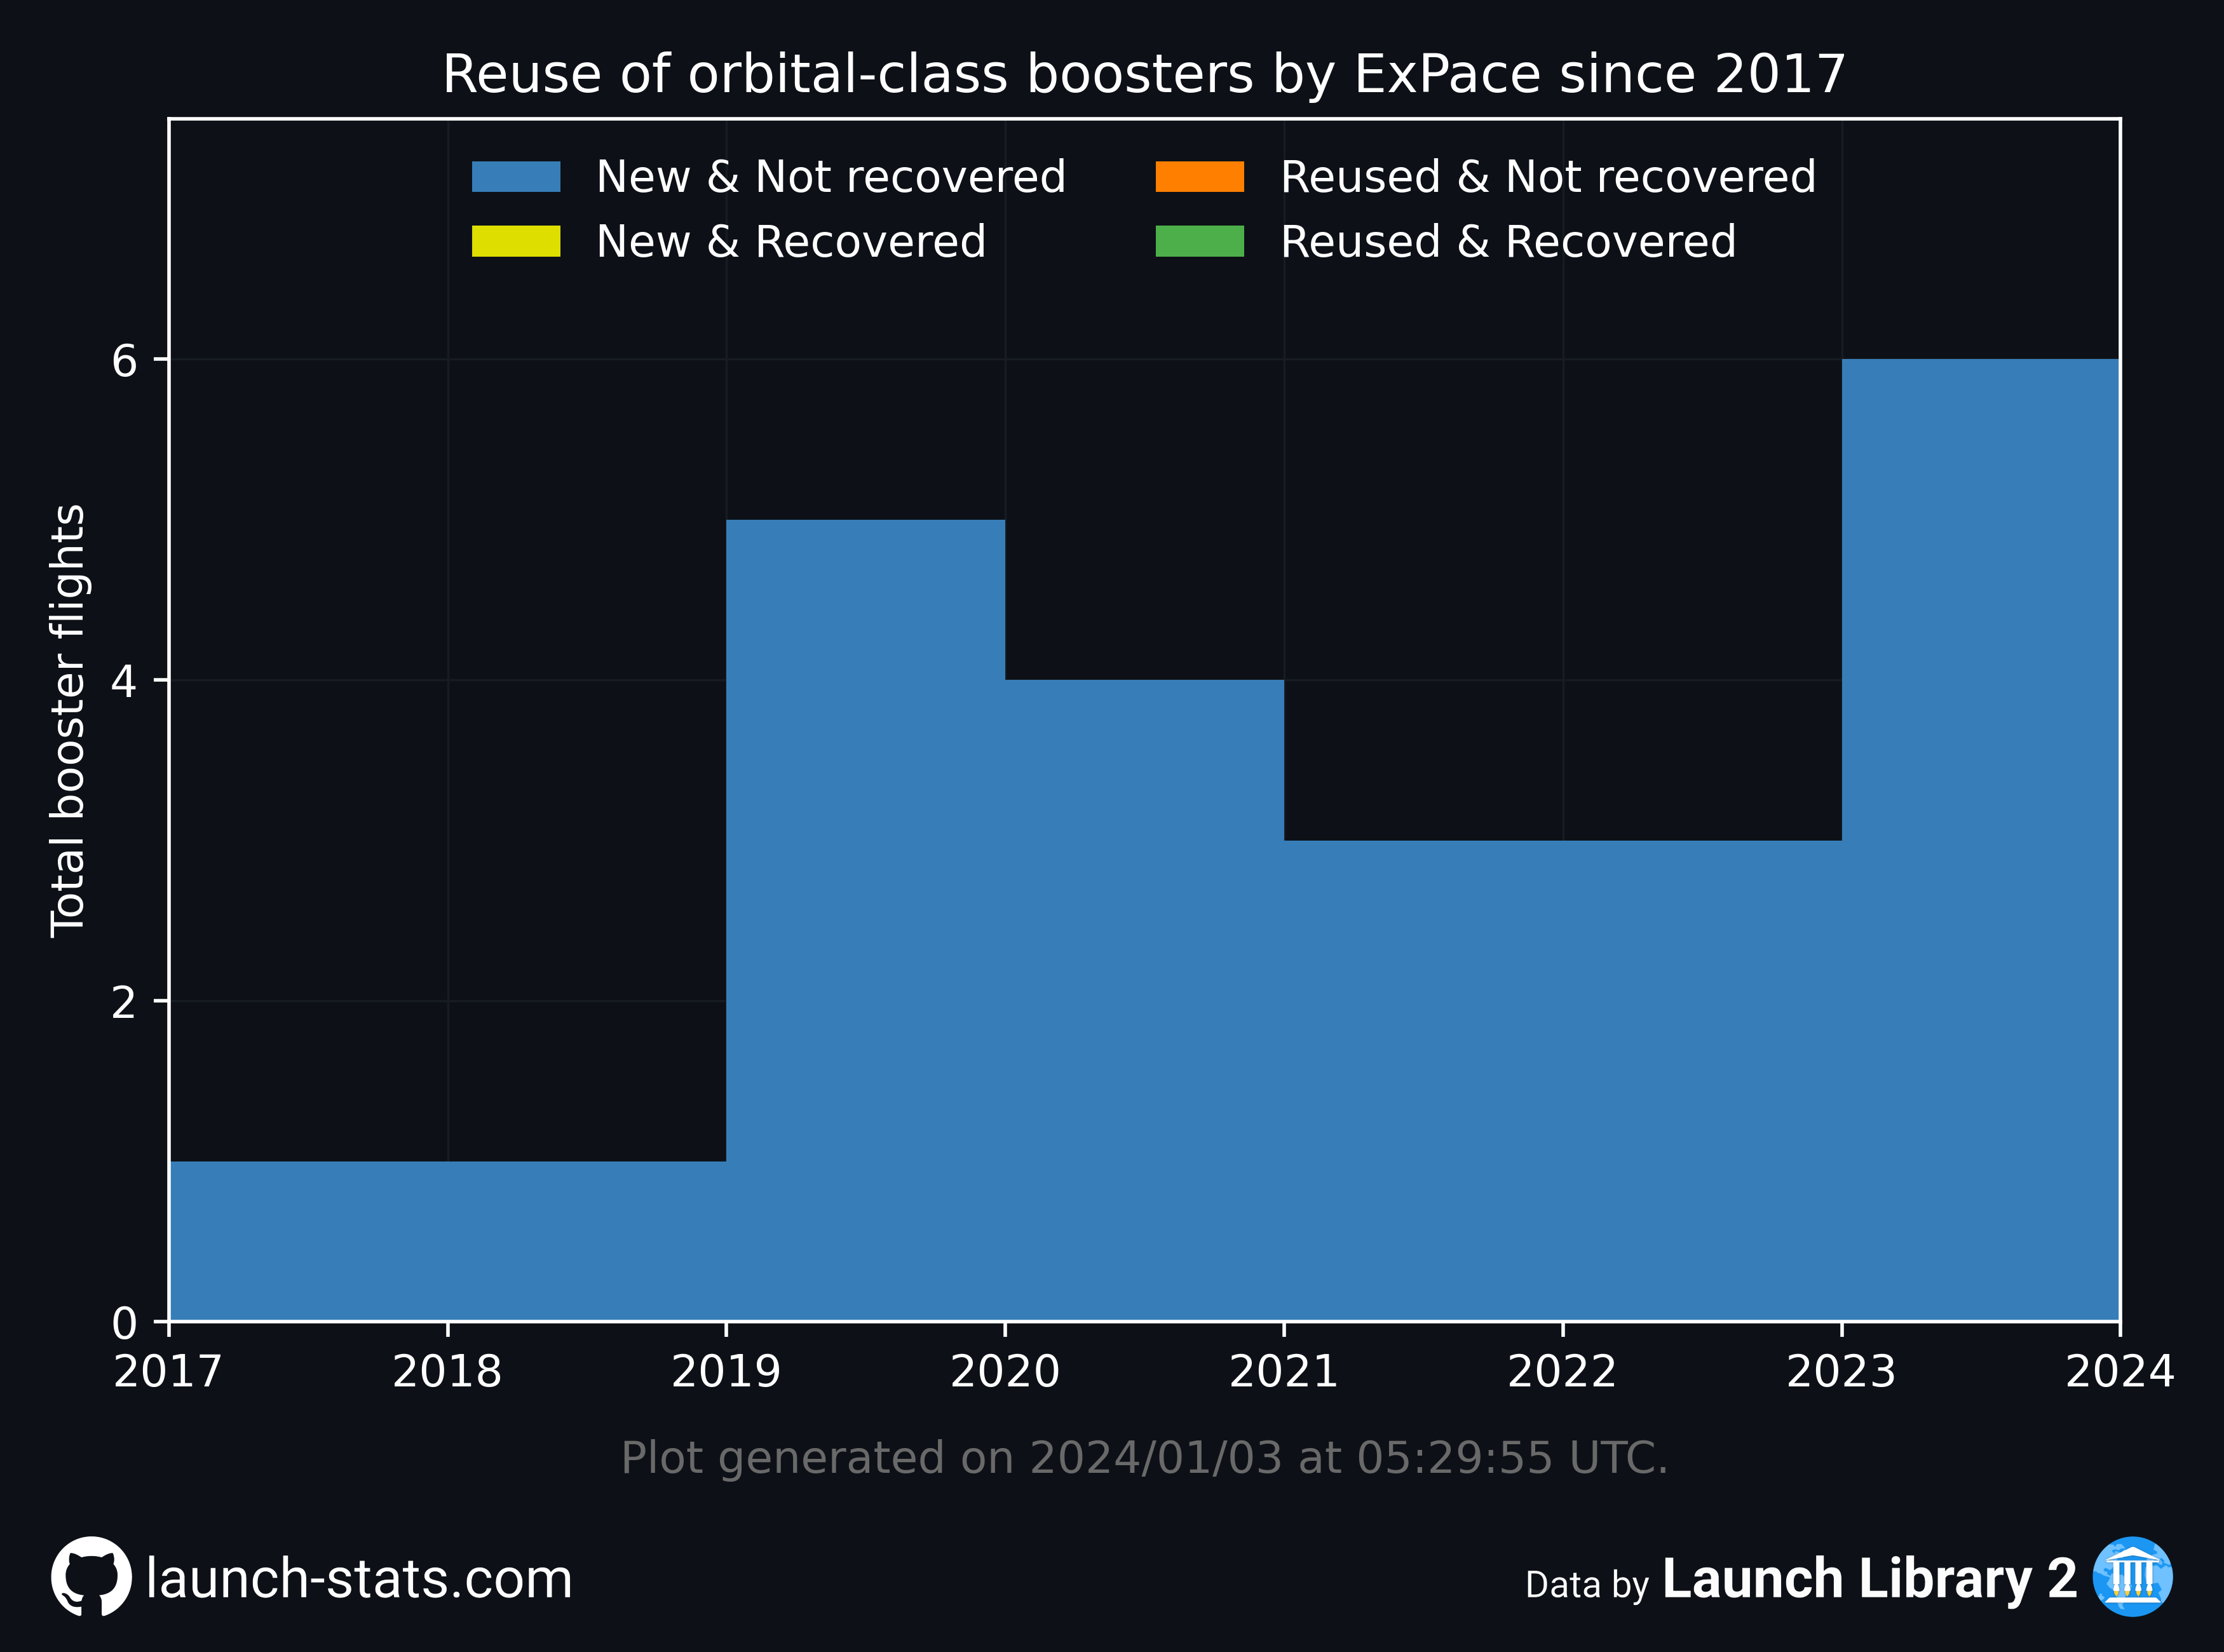 Reuse of orbital-class boosters by ExPace since 2017
New & Not recovered
New & Recovered
Reused & Not recovered
Reused & Recovered
Total booster flights
6
4
2
0
2017 2018 2019 2020 2021 2022 2023 2024
Plot generated on 2024/01/03 at 05:29:55 UTC.
launch-stats.com
Data by Launch Library 2